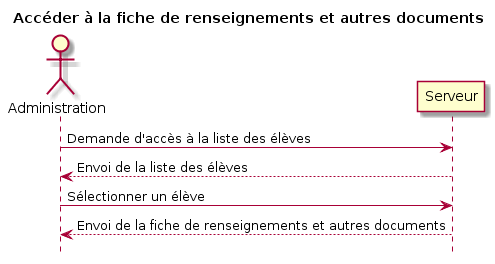 Accéder à la fiche de renseignements et autres documents
Administration
Serveur
Demande d'accès à la liste des élèves
Envoi de la liste des élèves
Sélectionner un élève
Envoi de la fiche de renseignements et autres documents